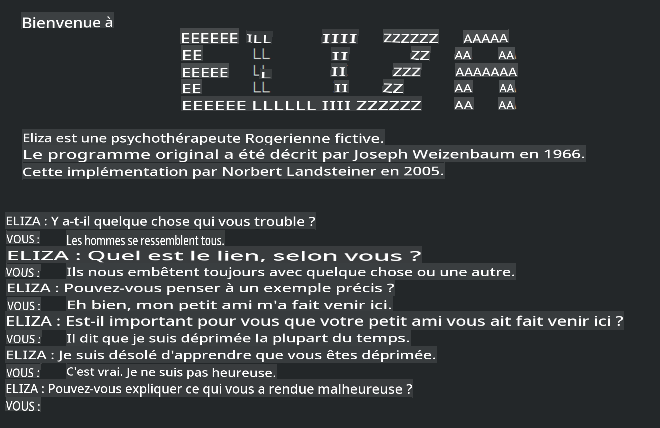 Bienvenue à
EEEEEE ILL IIII ZZZZZZ AAAAA
EE LL II ZZ AA AA
EEEEE LL II ZZZ AAAAAAA
EE LL II ZZ AA AA
EEEEEE LLLLLL IIII ZZZZZZ AA AA
Eliza est une psychothérapeute Rogerienne fictive.
Le programme original a été décrit par Joseph Weizenbaum en 1966.
Cette implémentation par Norbert Landsteiner en 2005.
ELIZA : Y a-t-il quelque chose qui vous trouble ?
VOUS : Les hommes se ressemblent tous.
ELIZA : Quel est le lien, selon vous ?
VOUS : Ils nous embêtent toujours avec quelque chose ou une autre.
ELIZA : Pouvez-vous penser à un exemple précis ?
VOUS : Eh bien, mon petit ami m'a fait venir ici.
ELIZA : Est-il important pour vous que votre petit ami vous ait fait venir ici ?
VOUS : Il dit que je suis déprimée la plupart du temps.
ELIZA : Je suis désolé d'apprendre que vous êtes déprimée.
VOUS : C'est vrai. Je ne suis pas heureuse.
ELIZA : Pouvez-vous expliquer ce qui vous a rendue malheureuse ?
VOUS :